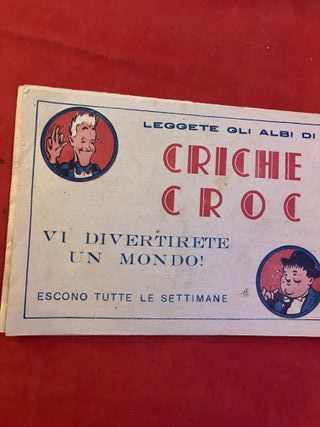 LEGGETE GLI ALBI DI
CRICHE
CROC
VI DIVERTIRETE
UN MONDO!
ESCONO TUTTE LE SETTIMANE